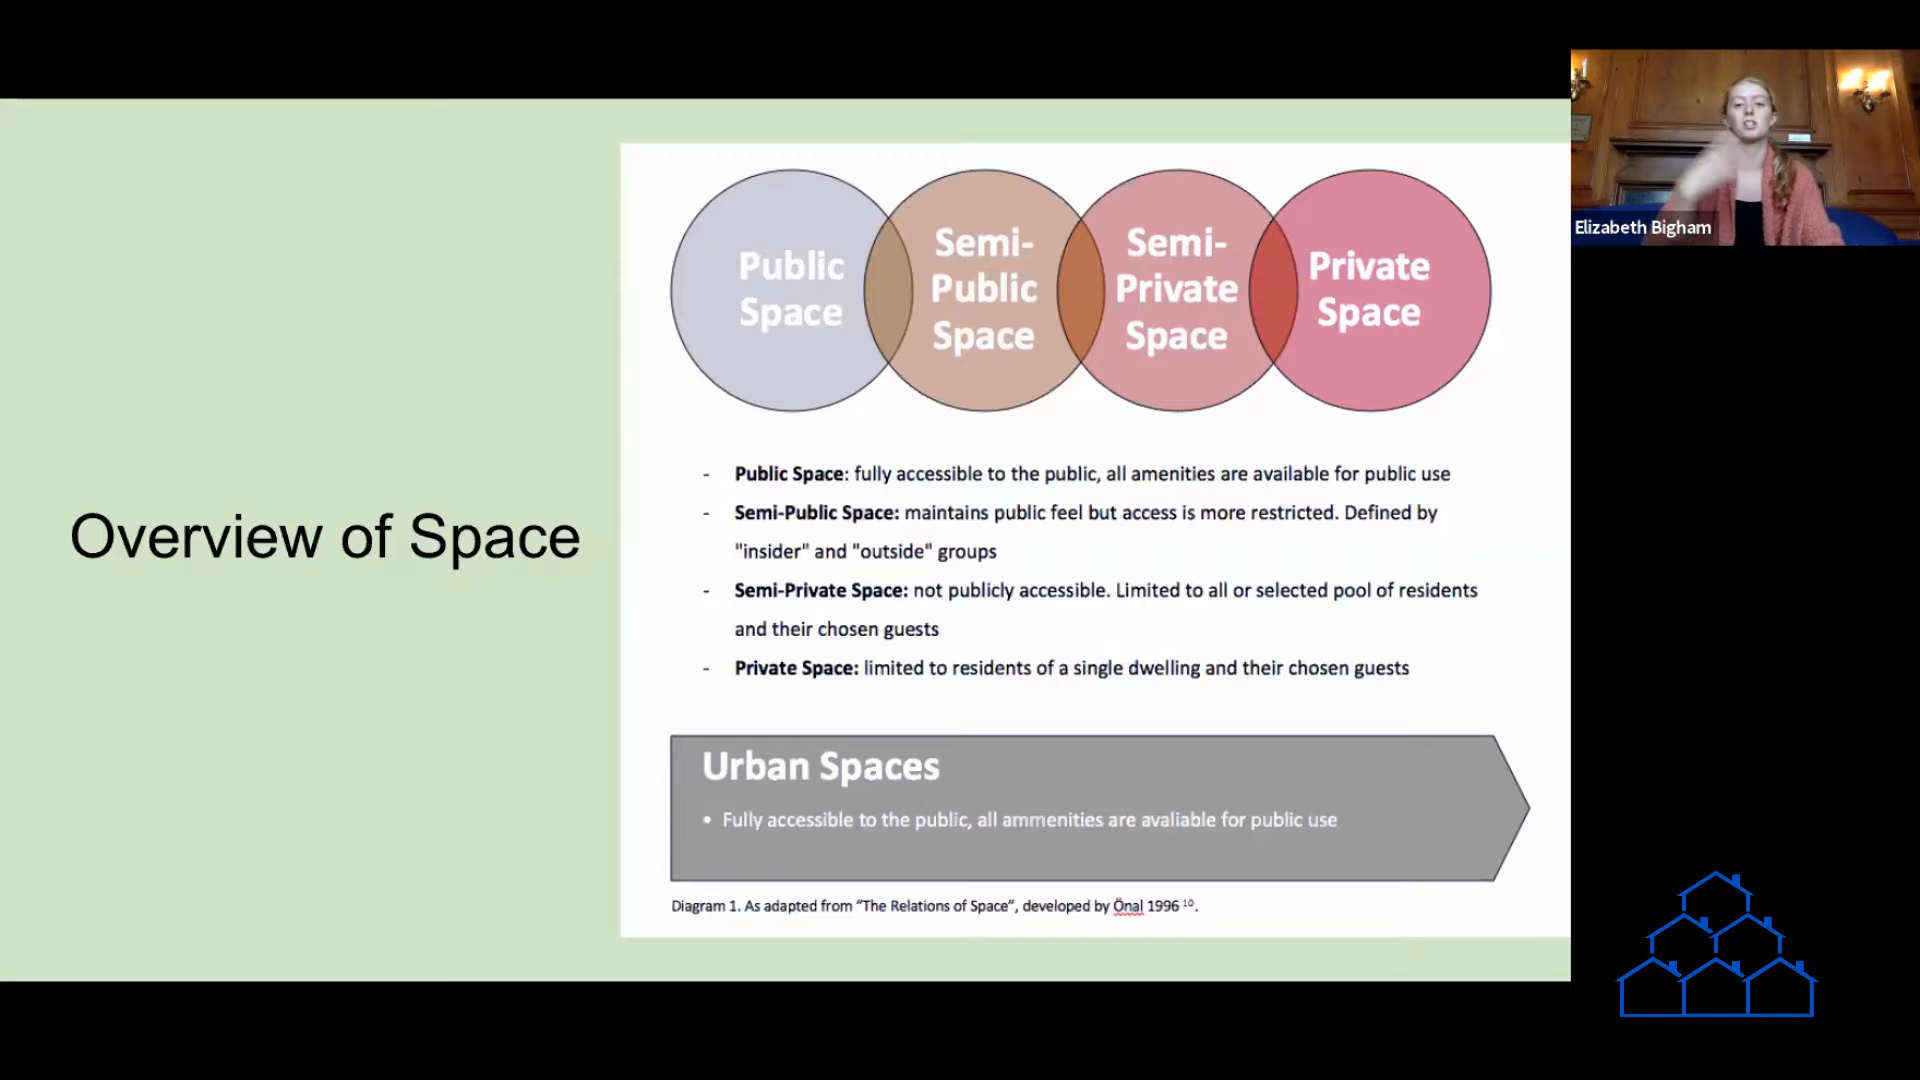 Elizabeth Bigham
Overview of Space
Public
Space
Semi-
Public
Space
Semi-
Private
Space
Private
Space
- Public Space: fully accessible to the public, all amenities are available for public use
- Semi-Public Space: maintains public feel but access is more restricted. Defined by
"insider" and "outside" groups
- Semi-Private Space: not publicly accessible. Limited to all or selected pool of residents
and their chosen guests
- Private Space: limited to residents of a single dwelling and their chosen guests
Urban Spaces
• Fully accessible to the public, all ammenities are avaliable for public use
Diagram 1. As adapted from “The Relations of Space”, developed by Önal 1996 ¹⁰.